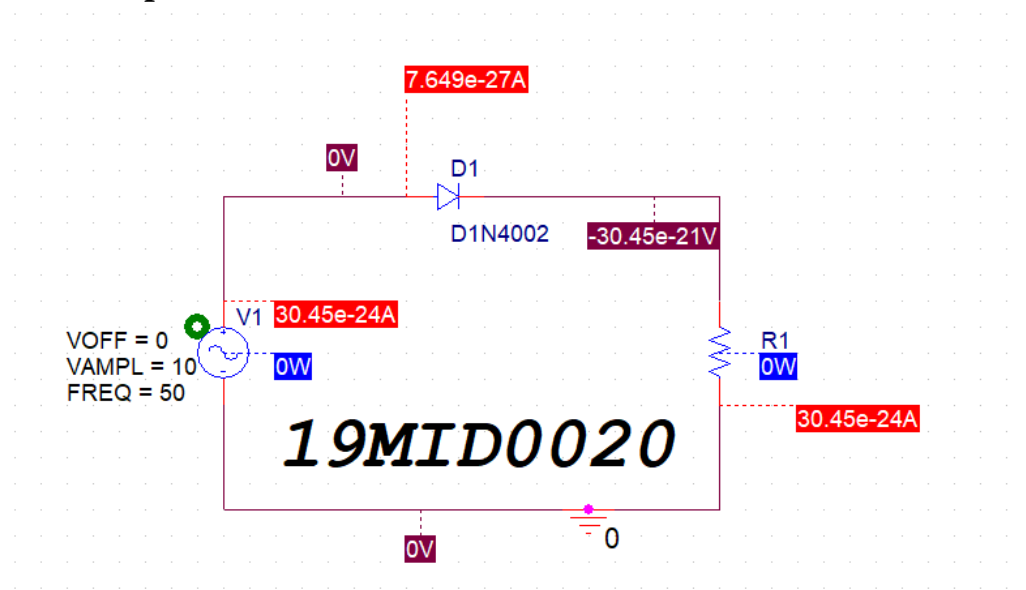 7.649e-27A
0V
D1
D1N4002
-30.45e-21V
V1
30.45e-24A
VOFF = 0
VAMPL = 10
FREQ = 50
0W
R1
0W
30.45e-24A
19MID0020
0
0V